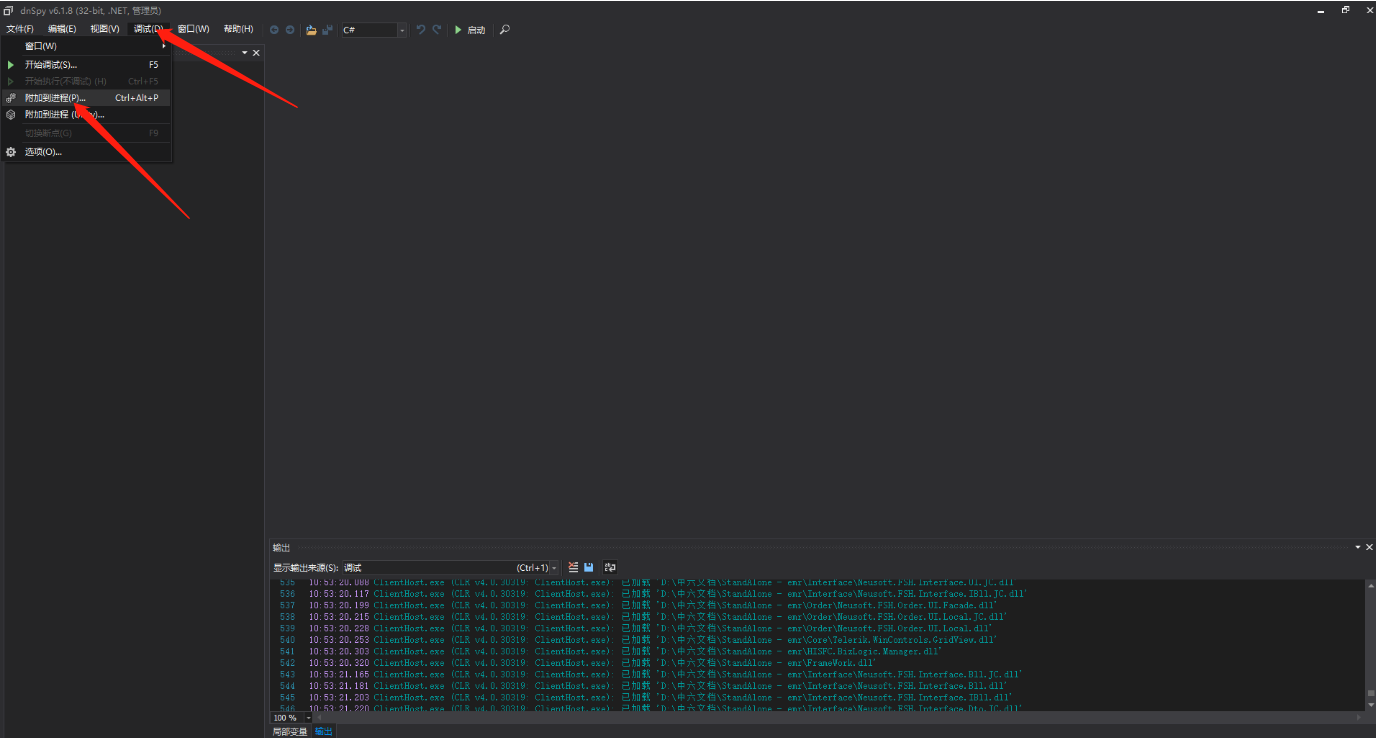 dnSpy v6.1.8 (32-bit, .NET, 管理员)
文件(F) 编辑(E) 视图(V) 调试(D) 窗口(W) 帮助(H) C# 启动
窗口(W)
开始调试(S)... F5
开始执行(不调试) (H) Ctrl+F5
附加到进程(P)... Ctrl+Alt+P
附加到进程 (Unity)...
切换断点(G) F9
选项(O)...
输出
显示输出来源(S): 调试 (Ctrl+1)
535 10:53:20.088 ClientHost.exe (CLR v4.0.30319: ClientHost.exe): 已加载 'D:\中六文档\StandAlone - emr\Interface\Neusoft.FSH.Interface.UI.JC.dll'
536 10:53:20.117 ClientHost.exe (CLR v4.0.30319: ClientHost.exe): 已加载 'D:\中六文档\StandAlone - emr\Interface\Neusoft.FSH.Interface.IBll.JC.dll'
537 10:53:20.199 ClientHost.exe (CLR v4.0.30319: ClientHost.exe): 已加载 'D:\中六文档\StandAlone - emr\Order\Neusoft.FSH.Order.UI.Facade.dll'
538 10:53:20.215 ClientHost.exe (CLR v4.0.30319: ClientHost.exe): 已加载 'D:\中六文档\StandAlone - emr\Order\Neusoft.FSH.Order.UI.Local.JC.dll'
539 10:53:20.228 ClientHost.exe (CLR v4.0.30319: ClientHost.exe): 已加载 'D:\中六文档\StandAlone - emr\Order\Neusoft.FSH.Order.UI.Local.dll'
540 10:53:20.253 ClientHost.exe (CLR v4.0.30319: ClientHost.exe): 已加载 'D:\中六文档\StandAlone - emr\Core\Telerik.WinControls.GridView.dll'
541 10:53:20.303 ClientHost.exe (CLR v4.0.30319: ClientHost.exe): 已加载 'D:\中六文档\StandAlone - emr\HISFC.BizLogic.Manager.dll'
542 10:53:20.320 ClientHost.exe (CLR v4.0.30319: ClientHost.exe): 已加载 'D:\中六文档\StandAlone - emr\FrameWork.dll'
543 10:53:21.165 ClientHost.exe (CLR v4.0.30319: ClientHost.exe): 已加载 'D:\中六文档\StandAlone - emr\Interface\Neusoft.FSH.Interface.Bll.JC.dll'
544 10:53:21.181 ClientHost.exe (CLR v4.0.30319: ClientHost.exe): 已加载 'D:\中六文档\StandAlone - emr\Interface\Neusoft.FSH.Interface.Bll.dll'
545 10:53:21.203 ClientHost.exe (CLR v4.0.30319: ClientHost.exe): 已加载 'D:\中六文档\StandAlone - emr\Interface\Neusoft.FSH.Interface.IBll.dll'
546 10:53:21.220 ClientHost.exe (CLR v4.0.30319: ClientHost.exe): 已加载 'D:\中六文档\StandAlone - emr\Interface\Neusoft.FSH.Interface.Dto.JC.dll'
100 %
局部变量 输出